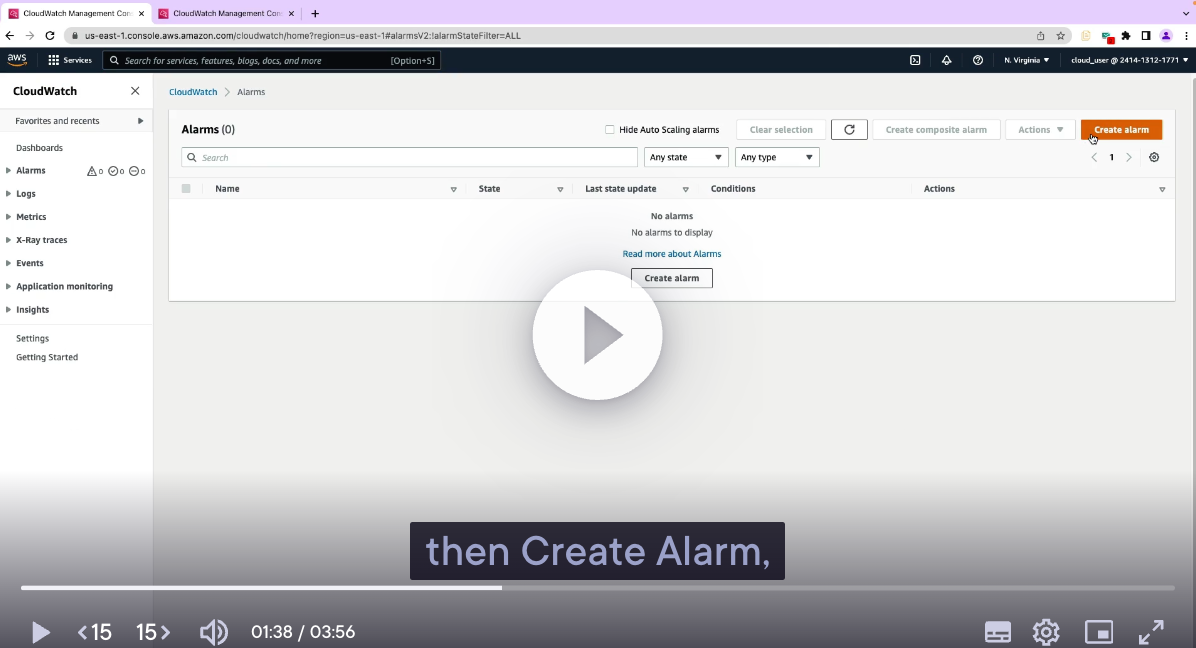 CloudWatch Management Con
CloudWatch Management Con
us-east-1.console.aws.amazon.com/cloudwatch/home?region=us-east-1#alarmsV2:!alarmStateFilter=ALL
aws
Services
Search for services, features, blogs, docs, and more
[Option+S]
N. Virginia
cloud_user @ 2414-1312-1771
CloudWatch
Favorites and recents
Dashboards
Alarms
0
0
0
Logs
Metrics
X-Ray traces
Events
Application monitoring
Insights
Settings
Getting Started
CloudWatch
Alarms
Alarms (0)
Hide Auto Scaling alarms
Clear selection
Create composite alarm
Actions
Create alarm
Search
Any state
Any type
1
Name
State
Last state update
Conditions
Actions
No alarms
No alarms to display
Read more about Alarms
Create alarm
then Create Alarm,
15
15
01:38 / 03:56